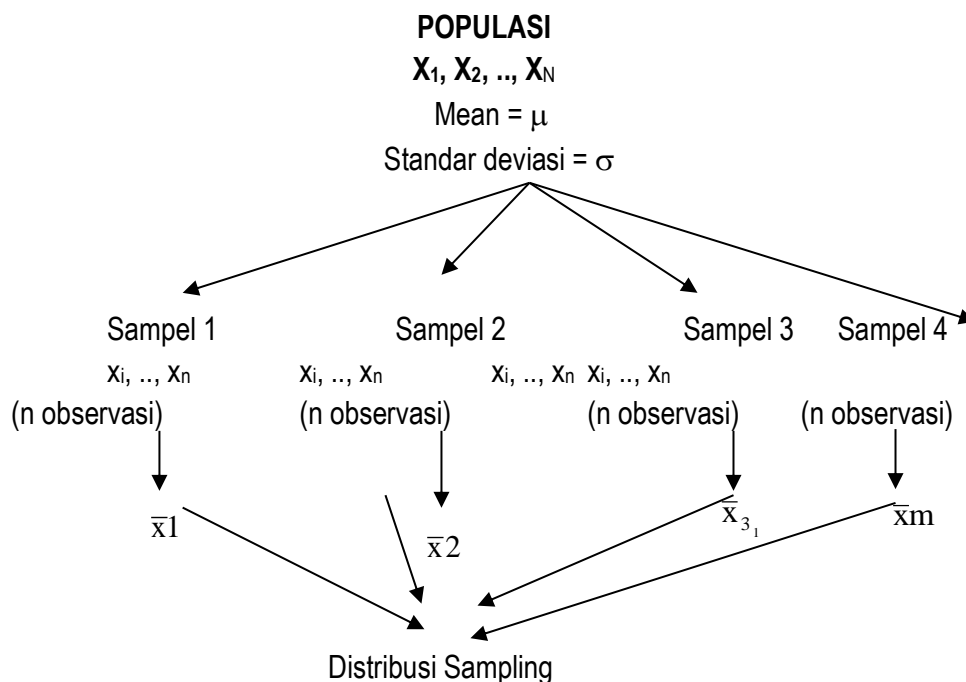 POPULASI
X₁, X₂, .., X_N
Mean = μ
Standar deviasi = σ
Sampel 1 Sampel 2 Sampel 3 Sampel 4
xᵢ, .., xₙ xᵢ, .., xₙ xᵢ, .., xₙ xᵢ, .., xₙ
(n observasi) (n observasi) (n observasi) (n observasi)
x̅1 x̅2 x̅₃₁ x̅m
Distribusi Sampling